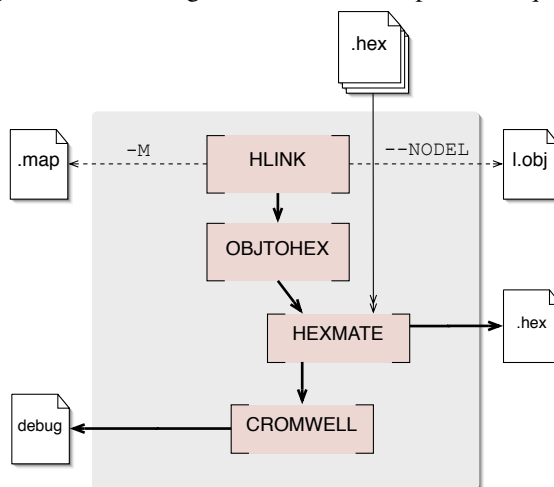 .hex
.map
-M
HLINK
--NODEL
l.obj
OBJTOHEX
HEXMATE
.hex
debug
CROMWELL